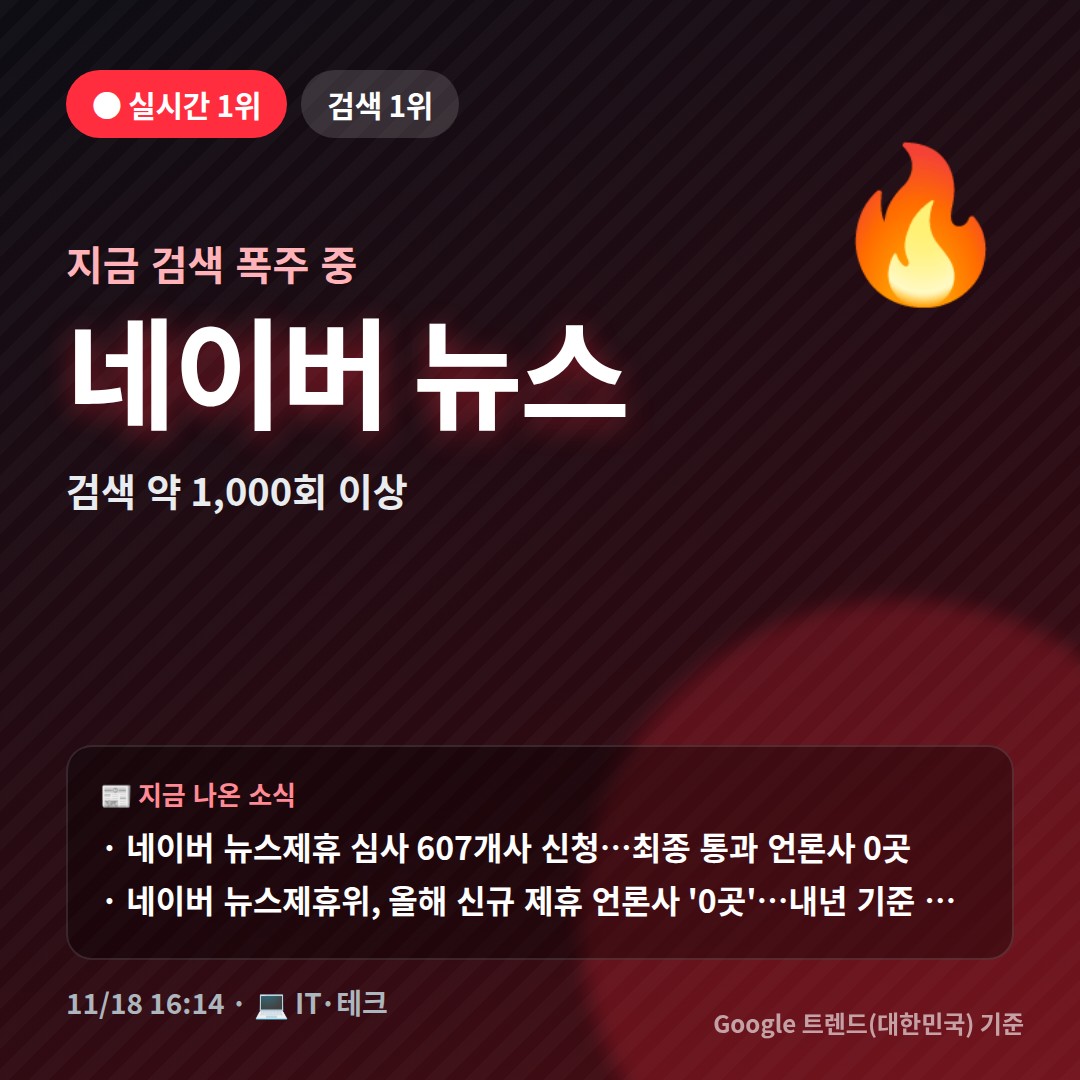 실시간 1위
검색 1위
지금 검색 폭주 중
네이버 뉴스
검색 약 1,000회 이상
📰 지금 나온 소식
· 네이버 뉴스제휴 심사 607개사 신청…최종 통과 언론사 0곳
· 네이버 뉴스제휴위, 올해 신규 제휴 언론사 '0곳'…내년 기준 …
11/18 16:14 · 💻 IT·테크
Google 트렌드(대한민국) 기준